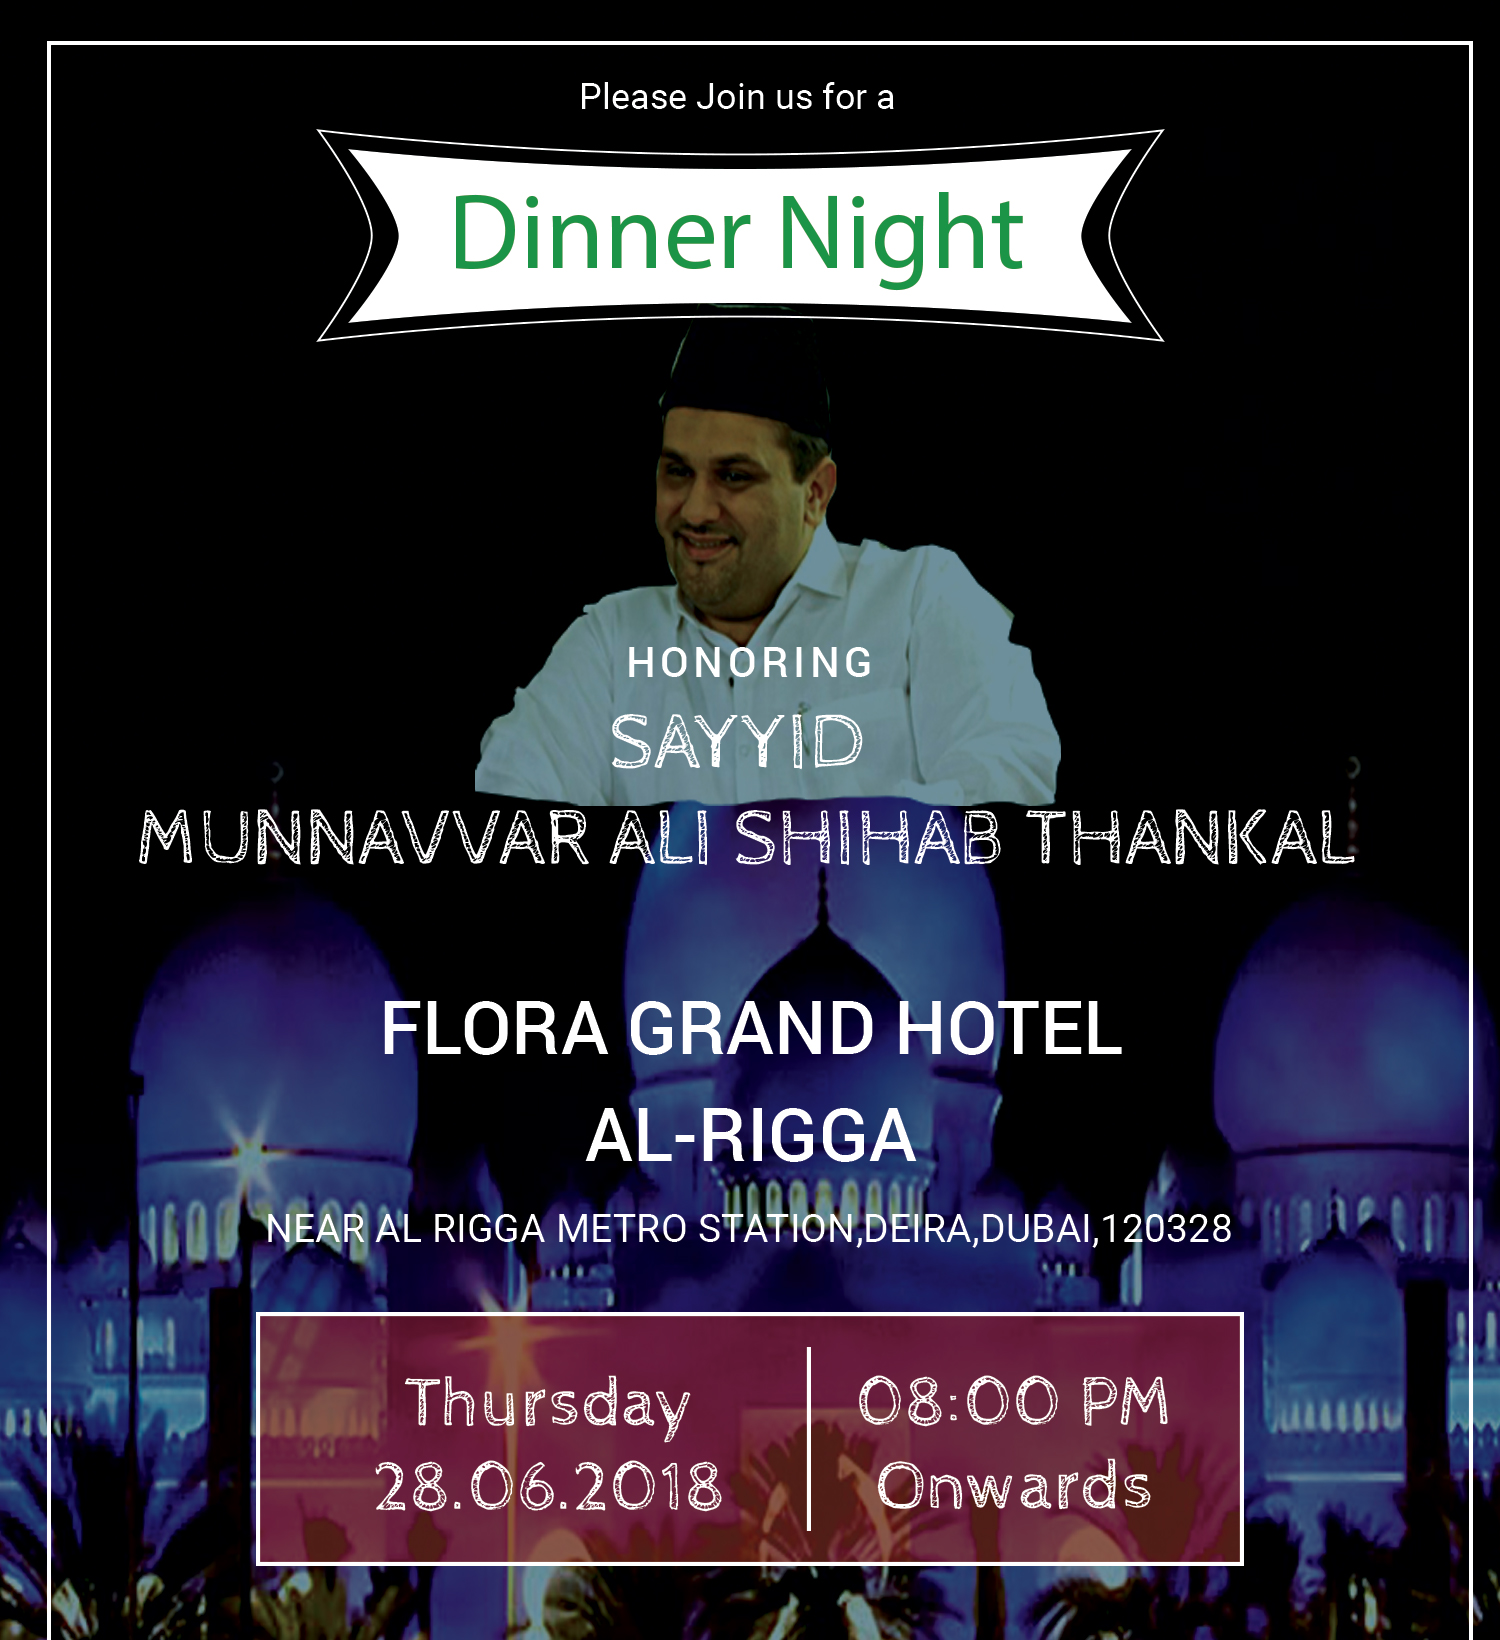 Please Join us for a
Dinner Night
HONORING
SAYYID
MUNNAVVAR ALI SHIHAB THANKAL
FLORA GRAND HOTEL
AL-RIGGA
NEAR AL RIGGA METRO STATION,DEIRA,DUBAI,120328
Thursday
28.06.2018
08:00 PM
Onwards